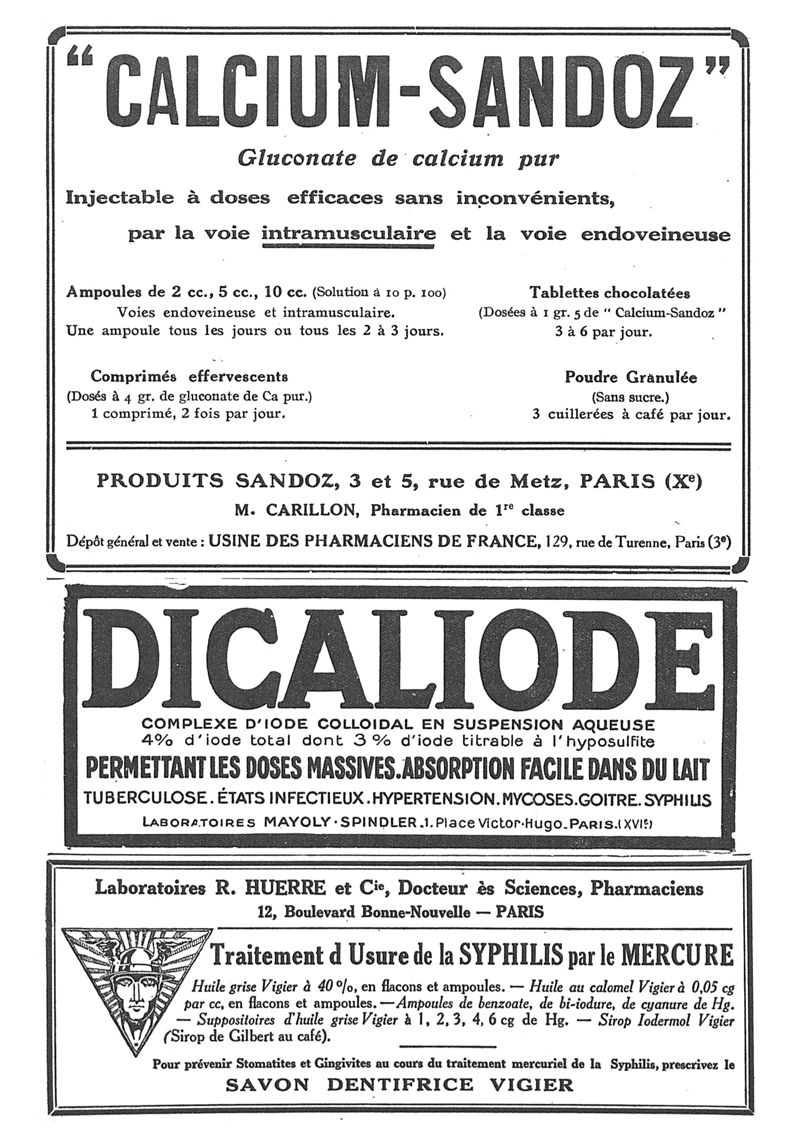 “CALCIUM-SANDOZ”
Gluconate de calcium pur
Injectable à doses efficaces sans inconvénients,
par la voie intramusculaire et la voie endoveineuse
Ampoules de 2 cc., 5 cc., 10 cc. (Solution à 10 p. 100)
Voies endoveineuse et intramusculaire.
Une ampoule tous les jours ou tous les 2 à 3 jours.
Tablettes chocolatées
(Dosées à 1 gr. 5 de “ Calcium-Sandoz ”
3 à 6 par jour.
Comprimés effervescents
(Dosés à 4 gr. de gluconate de Ca pur.)
1 comprimé, 2 fois par jour.
Poudre Granulée
(Sans sucre.)
3 cuillerées à café par jour.
PRODUITS SANDOZ, 3 et 5, rue de Metz, PARIS (Xe)
M. CARILLON, Pharmacien de 1re classe
Dépôt général et vente : USINE DES PHARMACIENS DE FRANCE, 129, rue de Turenne, Paris (3e)
DICALIODE
COMPLEXE D'IODE COLLOIDAL EN SUSPENSION AQUEUSE
4% d'iode total dont 3% d'iode titrable à l'hyposulfite
PERMETTANT LES DOSES MASSIVES. ABSORPTION FACILE DANS DU LAIT
TUBERCULOSE. ÉTATS INFECTIEUX. HYPERTENSION. MYCOSES. GOITRE. SYPHILIS
LABORATOIRES MAYOLY-SPINDLER. 1. Place Victor-Hugo. PARIS. (XVIe)
Laboratoires R. HUERRE et Cie, Docteur ès Sciences, Pharmaciens
12, Boulevard Bonne-Nouvelle — PARIS
Traitement d Usure de la SYPHILIS par le MERCURE
Huile grise Vigier à 40 %, en flacons et ampoules. — Huile au calomel Vigier à 0,05 cg
par cc, en flacons et ampoules. — Ampoules de benzoate, de bi-iodure, de cyanure de Hg.
— Suppositoires d'huile grise Vigier à 1, 2, 3, 4, 6 cg de Hg. — Sirop Iodermol Vigier
(Sirop de Gilbert au café).
Pour prévenir Stomatites et Gingivites au cours du traitement mercuriel de la Syphilis, prescrivez le
SAVON DENTIFRICE VIGIER